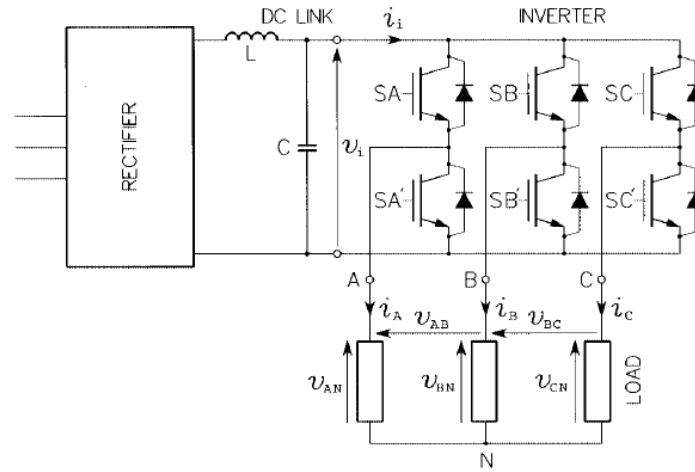 DC LINK i_i INVERTER
L
SA SB SC
RECTIFIER
C v_i
SA' SB' SC'
A B C
i_A i_B i_C
v_AB v_BC
v_AN v_BN v_CN LOAD
N